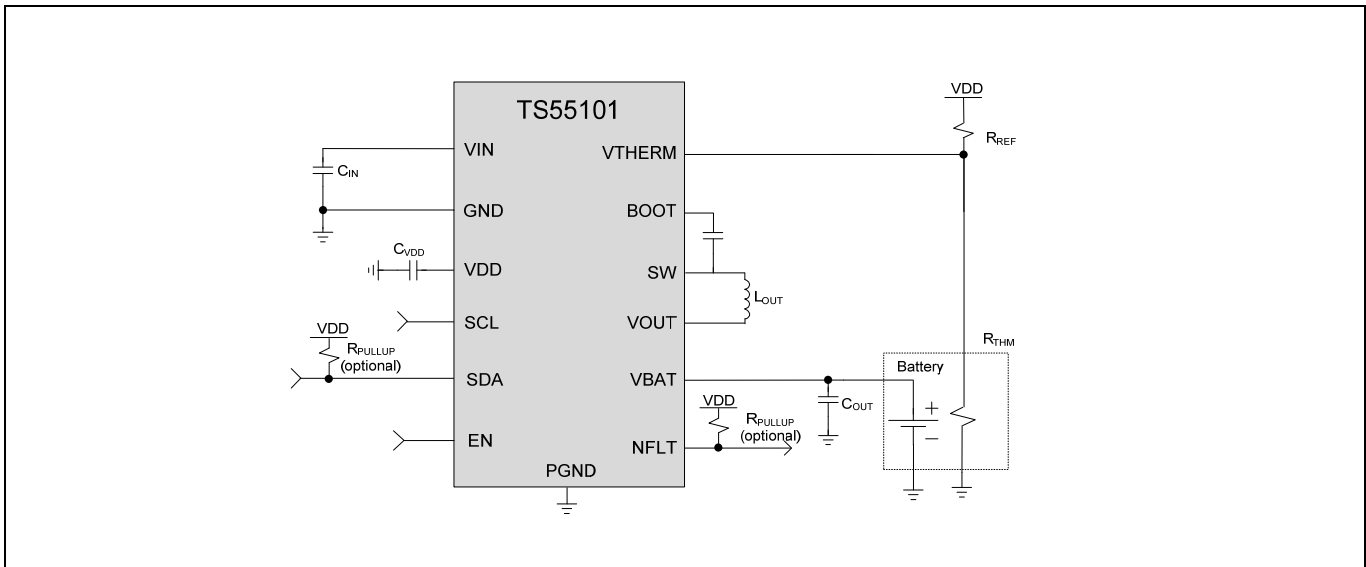 TS55101
VIN
GND
VDD
SCL
SDA
EN
PGND
VTHERM
BOOT
SW
VOUT
VBAT
NFLT
CIN
CVDD
VDD
RPULLUP
(optional)
VDD
RREF
LOUT
RTHM
Battery
+
–
COUT
VDD
RPULLUP
(optional)